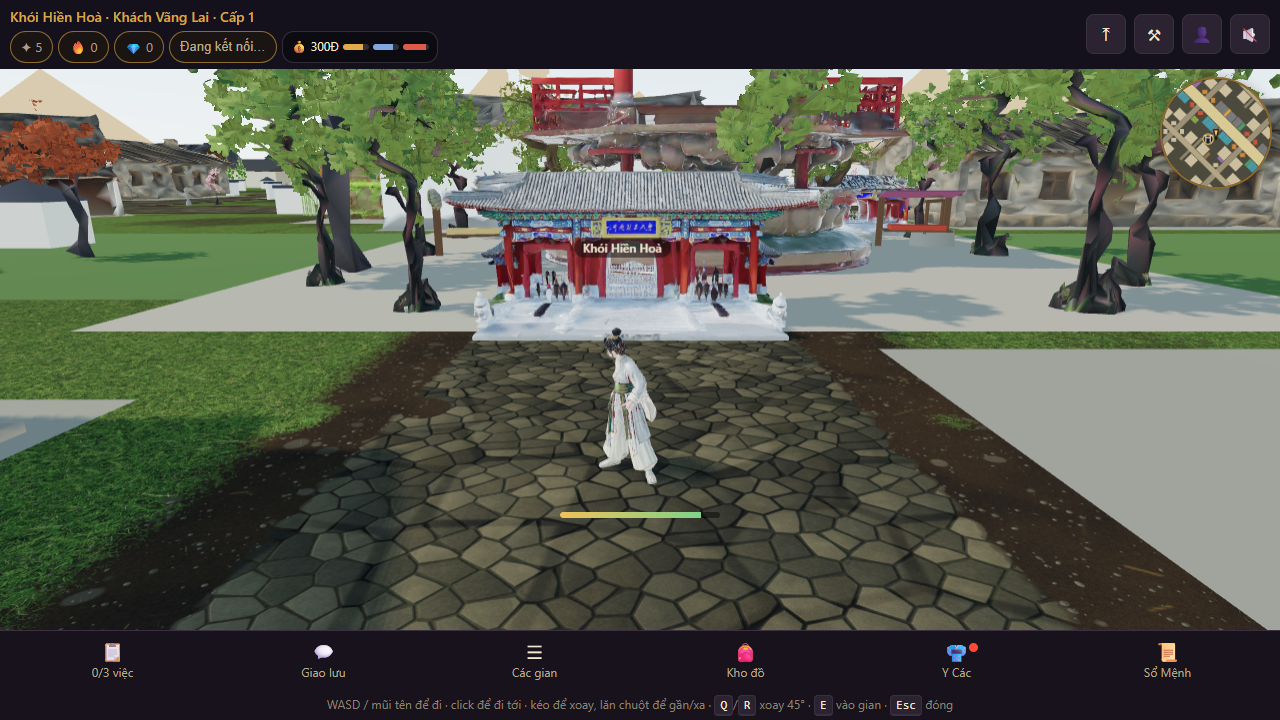 Khói Hiền Hoà · Khách Vãng Lai · Cấp 1
5
0
0
Đang kết nối...
300Đ
Khói Hiền Hoà
0/3 việc
Giao lưu
Các gian
Kho đồ
Y Các
Sổ Mệnh
WASD / mũi tên để đi · click để đi tới · kéo để xoay, lăn chuột để gần/xa · Q/R xoay 45° · E vào gian · Esc đóng